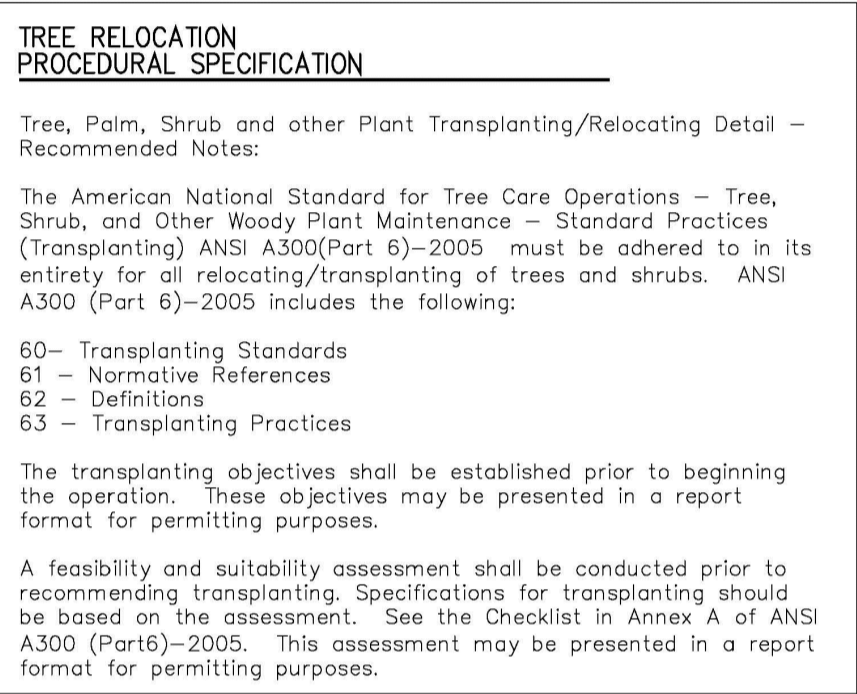 TREE RELOCATION
PROCEDURAL SPECIFICATION
Tree, Palm, Shrub and other Plant Transplanting/Relocating Detail –
Recommended Notes:
The American National Standard for Tree Care Operations – Tree,
Shrub, and Other Woody Plant Maintenance – Standard Practices
(Transplanting) ANSI A300(Part 6)–2005  must be adhered to in its
entirety for all relocating/transplanting of trees and shrubs.  ANSI
A300 (Part 6)–2005 includes the following:
60– Transplanting Standards
61 – Normative References
62 – Definitions
63 – Transplanting Practices
The transplanting objectives shall be established prior to beginning
the operation.  These objectives may be presented in a report
format for permitting purposes.
A feasibility and suitability assessment shall be conducted prior to
recommending transplanting. Specifications for transplanting should
be based on the assessment.  See the Checklist in Annex A of ANSI
A300 (Part6)–2005.  This assessment may be presented in a report
format for permitting purposes.